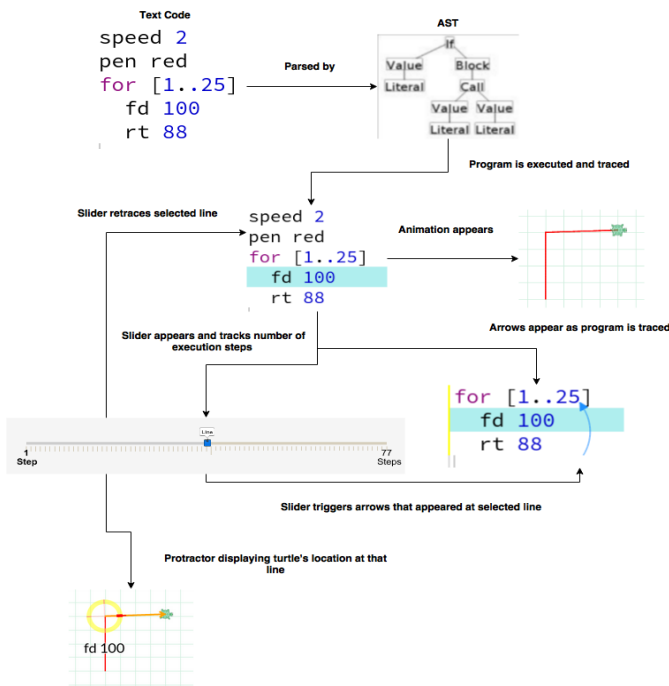 Text Code
AST
speed 2
pen red
for [1..25]
fd 100
rt 88
Parsed by
If
Value Block
Literal Call
Value Value
Literal Literal
Program is executed and traced
Slider retraces selected line
speed 2
pen red
for [1..25]
fd 100
rt 88
Animation appears
Arrows appear as program is traced
Slider appears and tracks number of
execution steps
for [1..25]
fd 100
rt 88
Line
1
Step
77
Steps
Slider triggers arrows that appeared at selected line
Protractor displaying turtle's location at that
line
fd 100